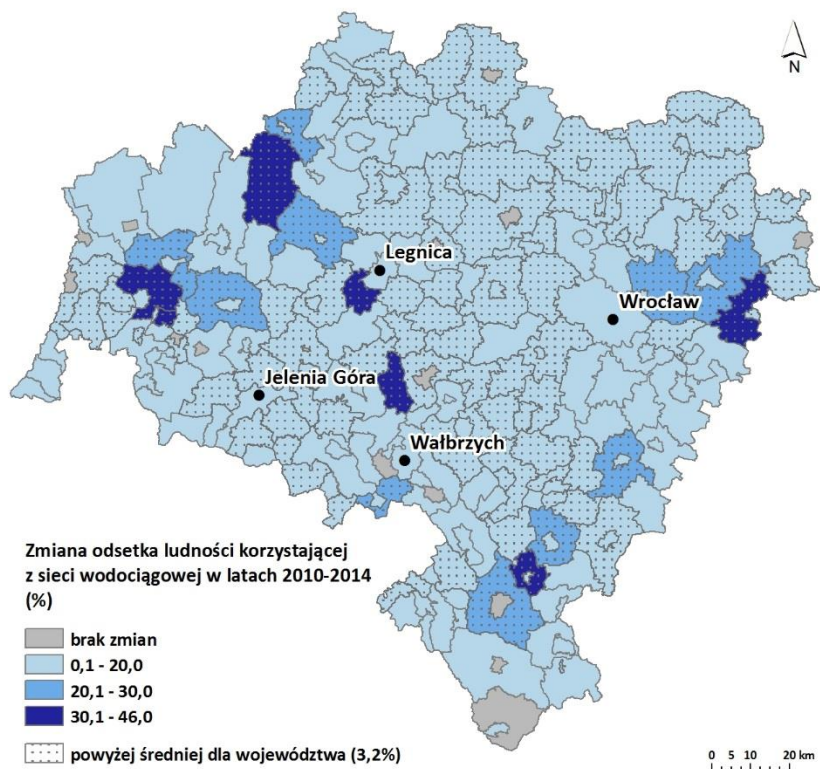 N
Legnica
Wrocław
Jelenia Góra
Wałbrzych
Zmiana odsetka ludności korzystającej
z sieci wodociągowej w latach 2010-2014
(%)
brak zmian
0,1 - 20,0
20,1 - 30,0
30,1 - 46,0
powyżej średniej dla województwa (3,2%)
0 5 10 20 km